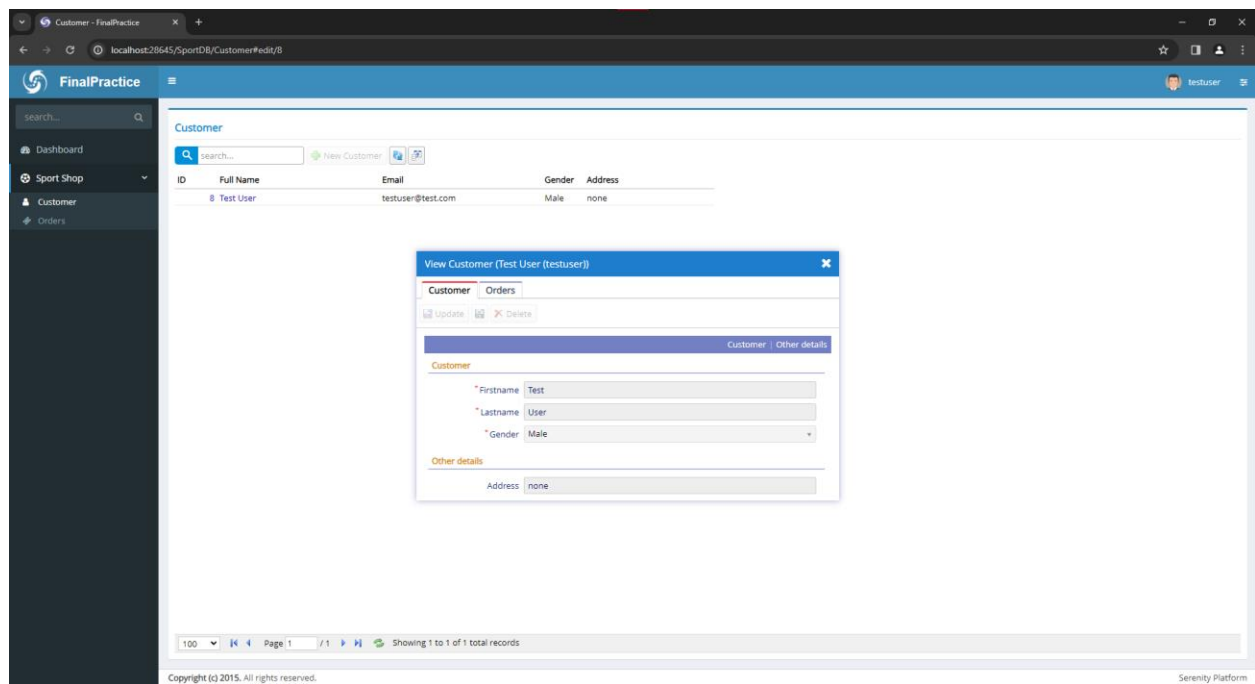 Customer - FinalPractice
localhost:28645/SportDB/Customer#edit/8
FinalPractice
testuser
search...
Dashboard
Sport Shop
Customer
Orders
Customer
search...
New Customer
ID Full Name Email Gender Address
8 Test User testuser@test.com Male none
View Customer (Test User (testuser))
Customer Orders
Update Delete
Customer | Other details
Customer
*Firstname Test
*Lastname User
*Gender Male
Other details
Address none
100 Page 1 / 1 Showing 1 to 1 of 1 total records
Copyright (c) 2015. All rights reserved. Serenity Platform